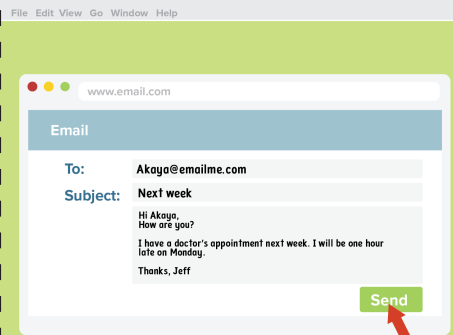 File Edit View Go Window Help
www.email.com
Email
To: Akaya@emailme.com
Subject: Next week
Hi Akaya,
How are you?
I have a doctor's appointment next week. I will be one hour
late on Monday.
Thanks, Jeff
Send